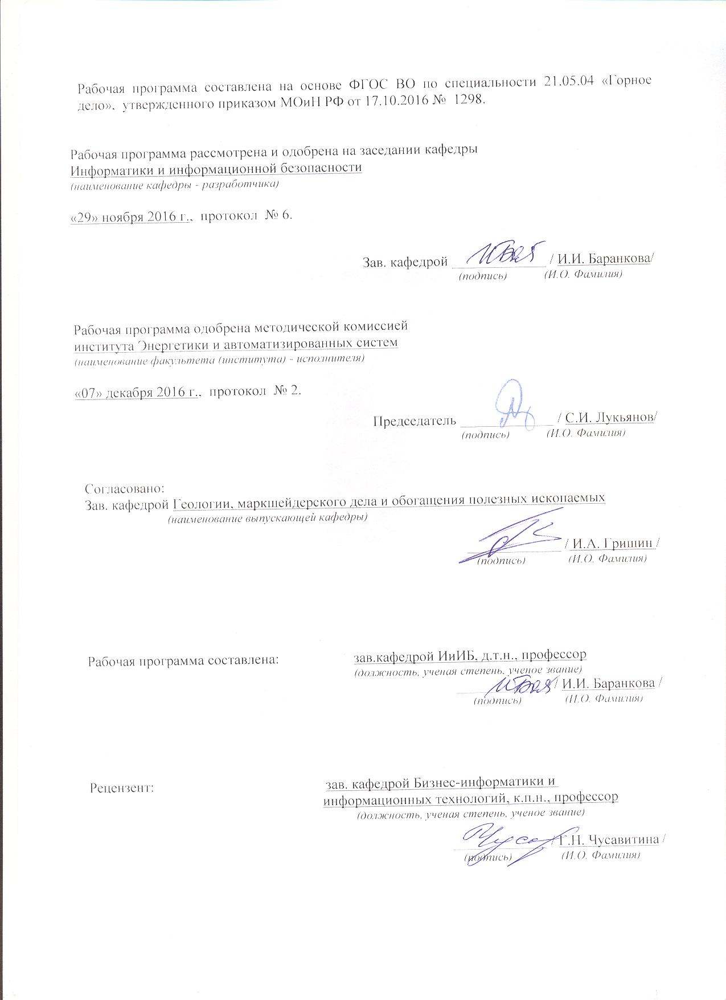 Рабочая программа составлена на основе ФГОС ВО по специальности 21.05.04 «Горное
дело», утвержденного приказом МОиН РФ от 17.10.2016 № 1298.
Рабочая программа рассмотрена и одобрена на заседании кафедры
Информатики и информационной безопасности
(наименование кафедры - разработчика)
«29» ноября 2016 г., протокол № 6.
Зав. кафедрой / И.И. Баранкова/
(подпись) (И.О. Фамилия)
Рабочая программа одобрена методической комиссией
института Энергетики и автоматизированных систем
(наименование факультета (института) - исполнителя)
«07» декабря 2016 г., протокол № 2.
Председатель / С.И. Лукьянов/
(подпись) (И.О. Фамилия)
Согласовано:
Зав. кафедрой Геологии, маркшейдерского дела и обогащения полезных ископаемых
(наименование выпускающей кафедры)
/ И.А. Гришин /
(подпись) (И.О. Фамилия)
Рабочая программа составлена: зав.кафедрой ИиИБ, д.т.н., профессор
(должность, ученая степень, ученое звание)
/ И.И. Баранкова /
(подпись) (И.О. Фамилия)
Рецензент: зав. кафедрой Бизнес-информатики и
информационных технологий, к.п.н., профессор
(должность, ученая степень, ученое звание)
/ Г.Н. Чусавитина /
(подпись) (И.О. Фамилия)